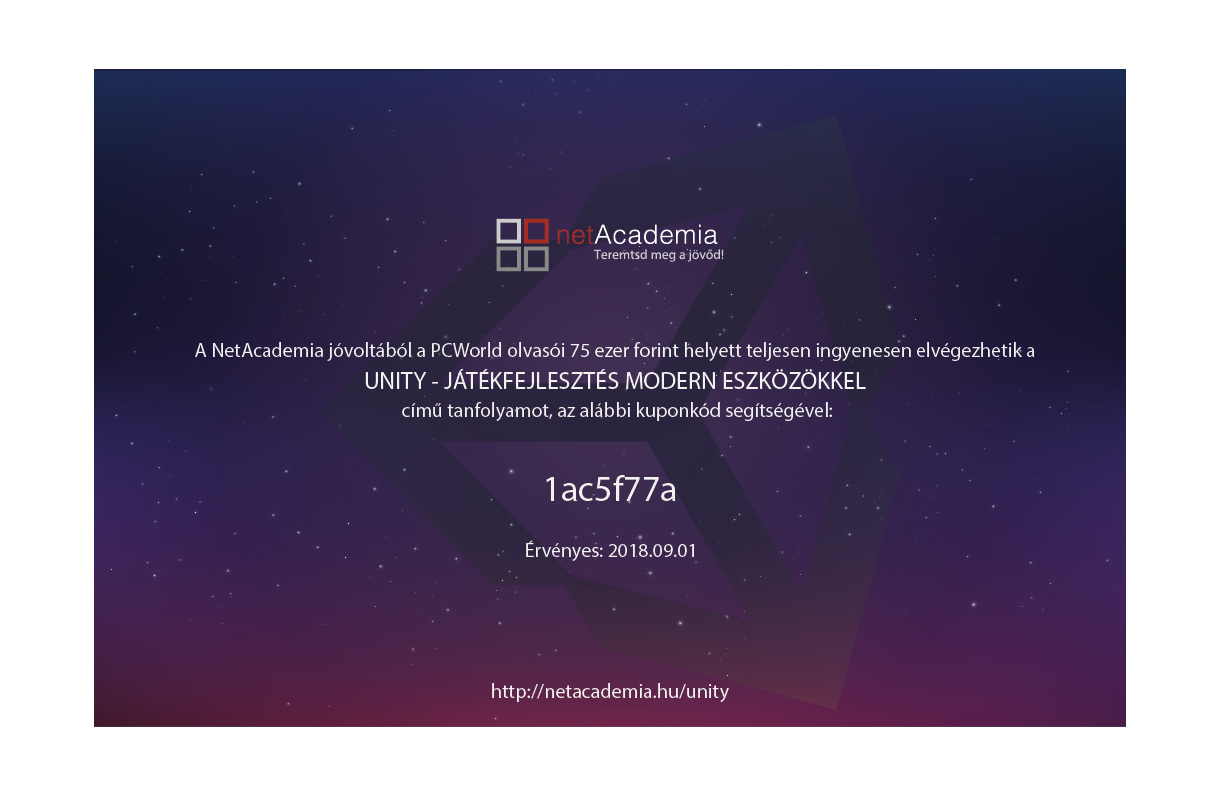 netAcademia
Teremtsd meg a jövőd!
A NetAcademia jóvoltából a PCWorld olvasói 75 ezer forint helyett teljesen ingyenesen elvégezhetik a
UNITY - JÁTÉKFEJLESZTÉS MODERN ESZKÖZÖKKEL
című tanfolyamot, az alábbi kuponkód segítségével:
1ac5f77a
Érvényes: 2018.09.01
http://netacademia.hu/unity